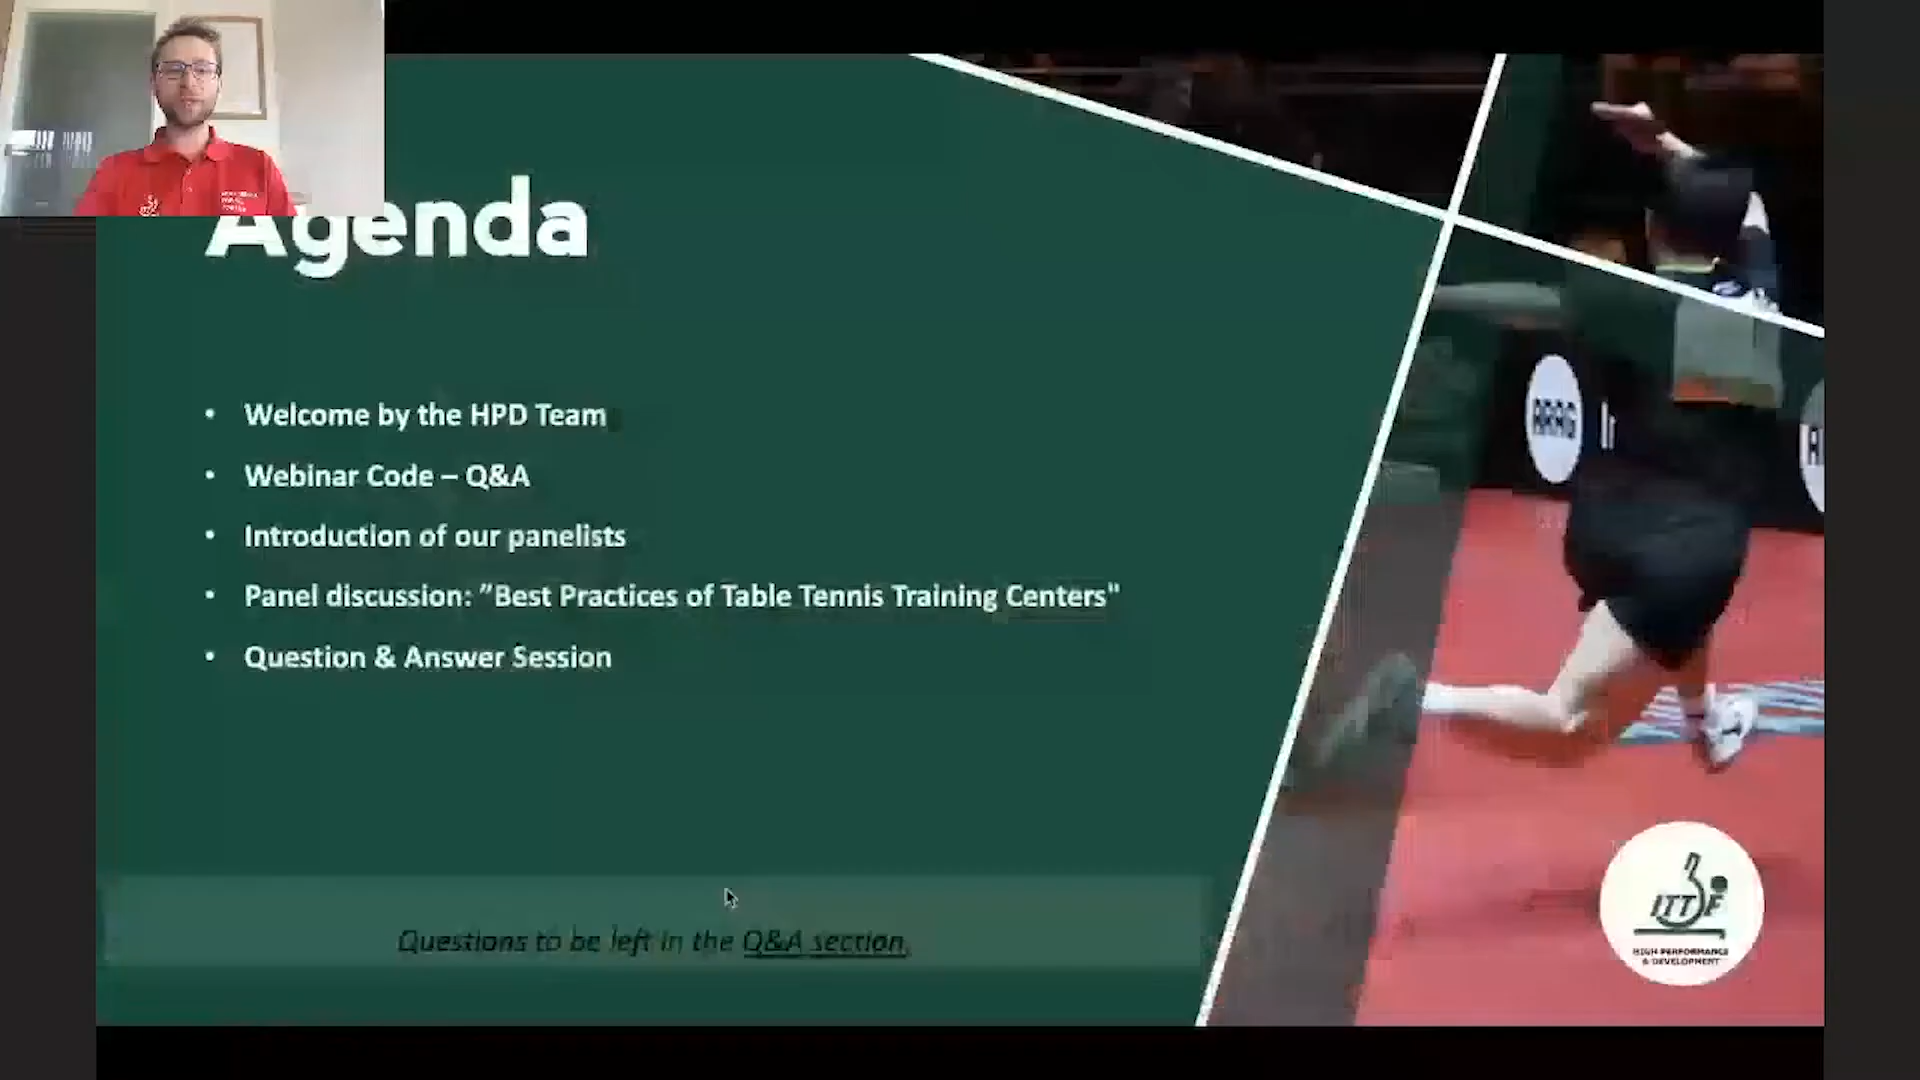 Agenda
• Welcome by the HPD Team
• Webinar Code – Q&A
• Introduction of our panelists
• Panel discussion: ”Best Practices of Table Tennis Training Centers"
• Question & Answer Session
Questions to be left in the Q&A section.
ARAG
ITTF
HIGH PERFORMANCE
& DEVELOPMENT